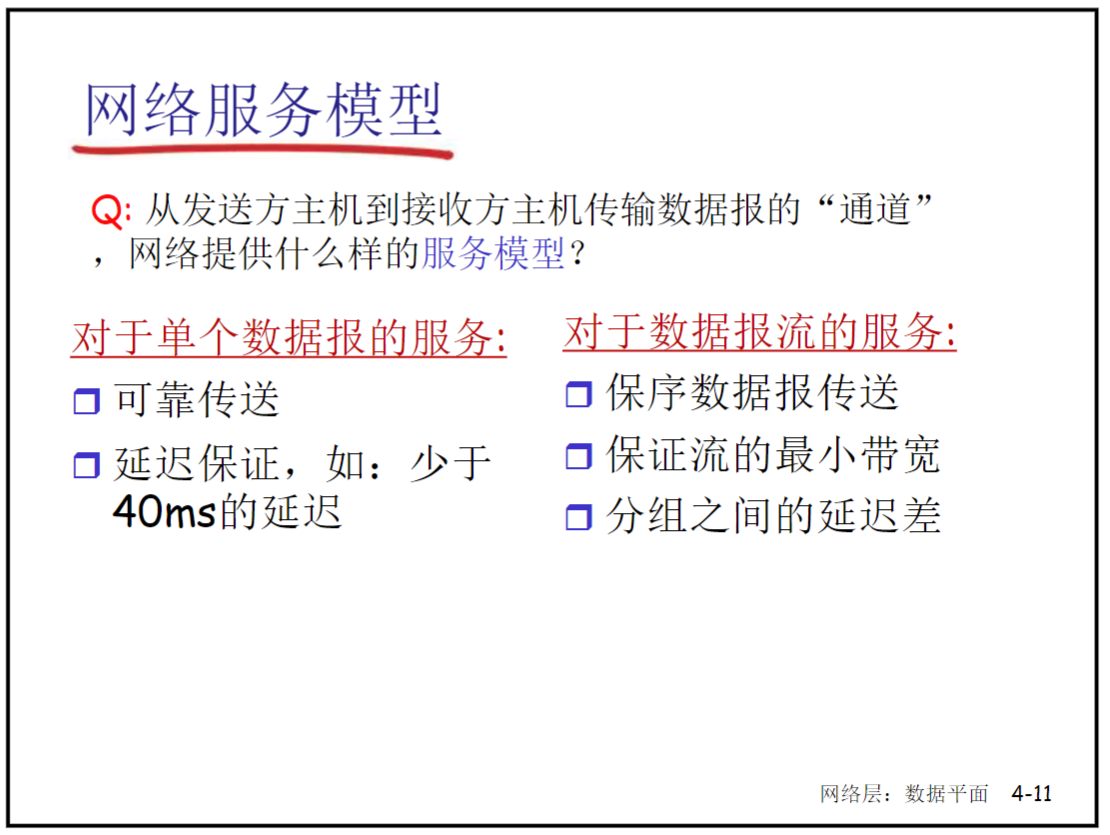 网络服务模型
Q: 从发送方主机到接收方主机传输数据报的“通道”
，网络提供什么样的服务模型？
对于单个数据报的服务:
可靠传送
延迟保证，如：少于
40ms的延迟
对于数据报流的服务:
保序数据报传送
保证流的最小带宽
分组之间的延迟差
网络层：数据平面 4-11